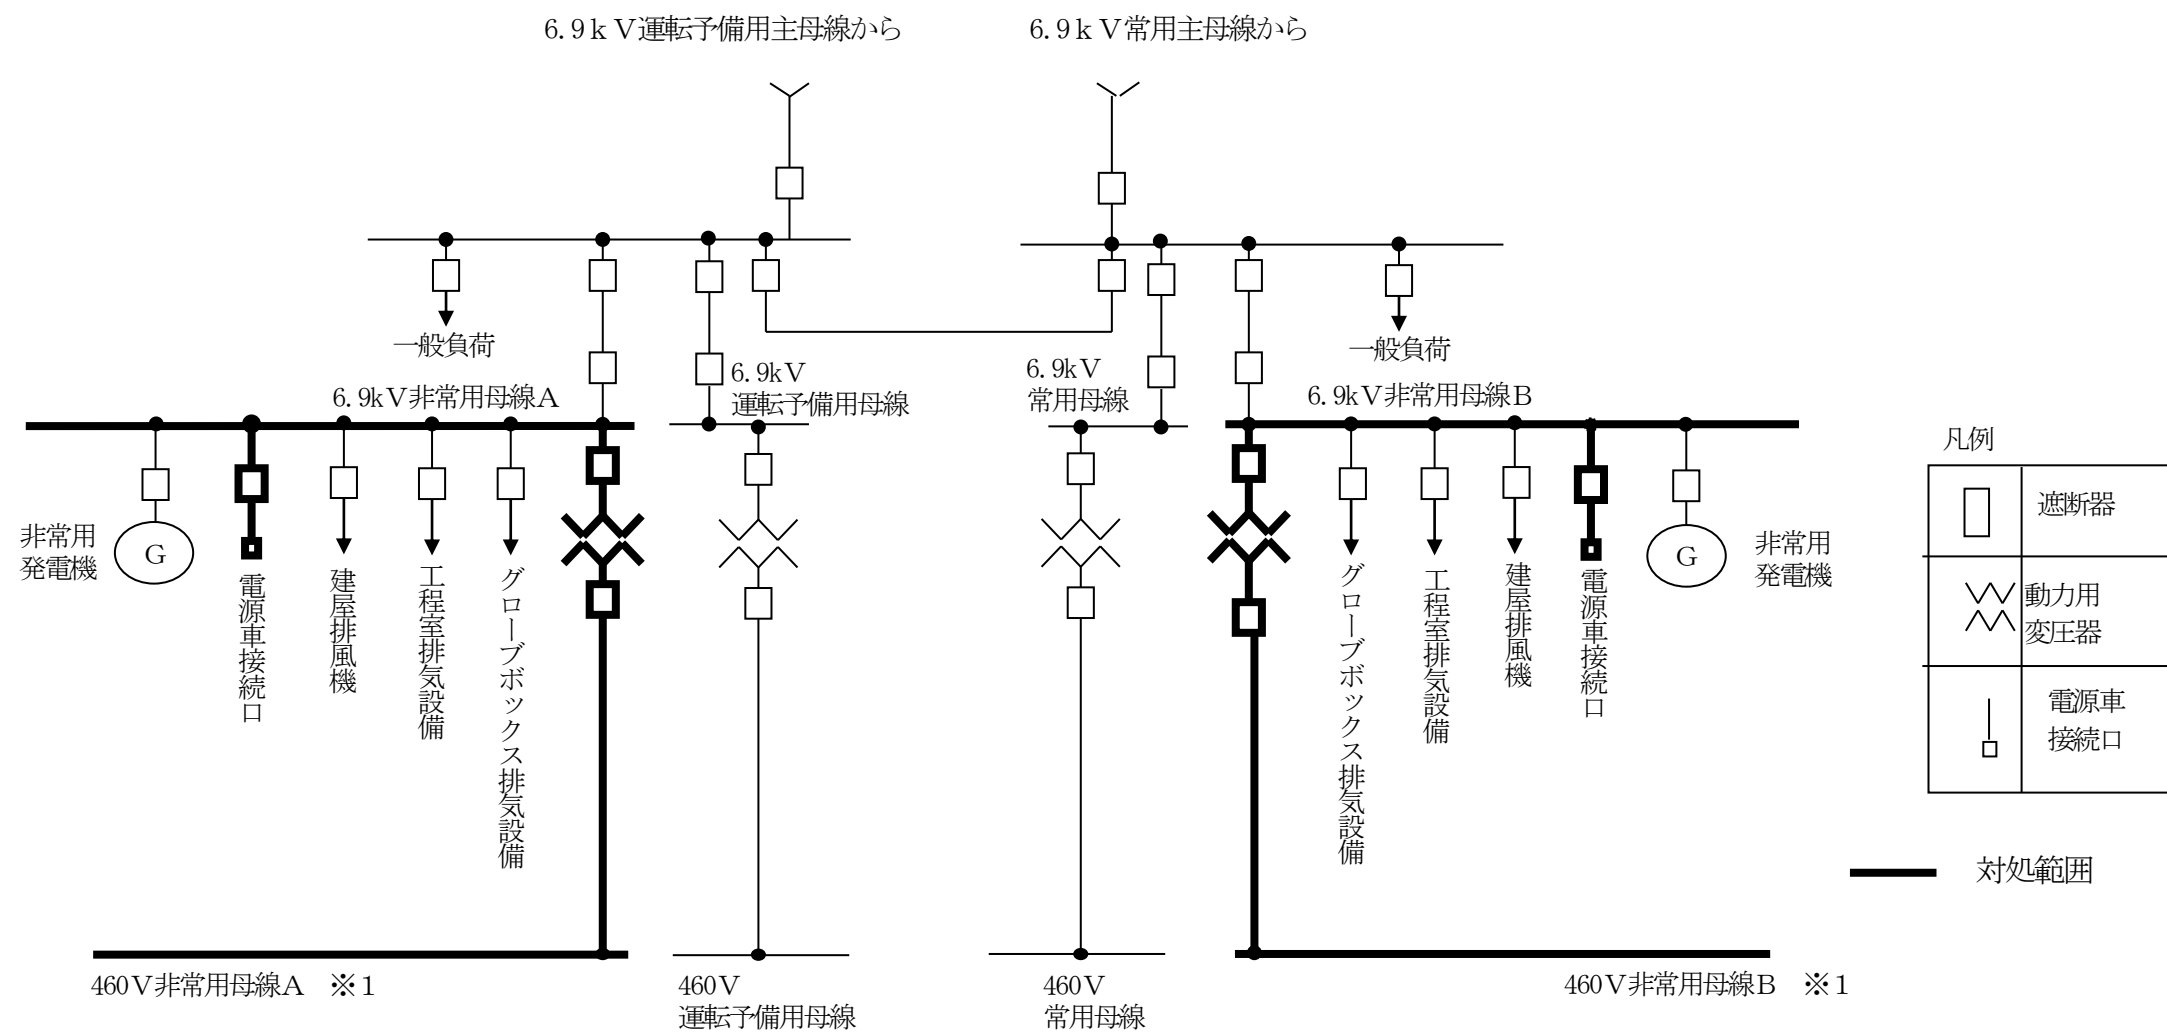 6.9ｋＶ運転予備用主母線から
6.9ｋＶ常用主母線から
一般負荷
一般負荷
6.9kＶ
運転予備用母線
6.9kＶ
常用母線
6.9kＶ非常用母線Ａ
6.9kＶ非常用母線Ｂ
非常用
発電機
Ｇ
電源車接続口
建屋排風機
工程室排気設備
グローブボックス排気設備
グローブボックス排気設備
工程室排気設備
建屋排風機
電源車接続口
Ｇ
非常用
発電機
凡例
遮断器
動力用
変圧器
電源車
接続口
対処範囲
460Ｖ非常用母線Ａ　※１
460Ｖ
運転予備用母線
460Ｖ
常用母線
460Ｖ非常用母線Ｂ　※１